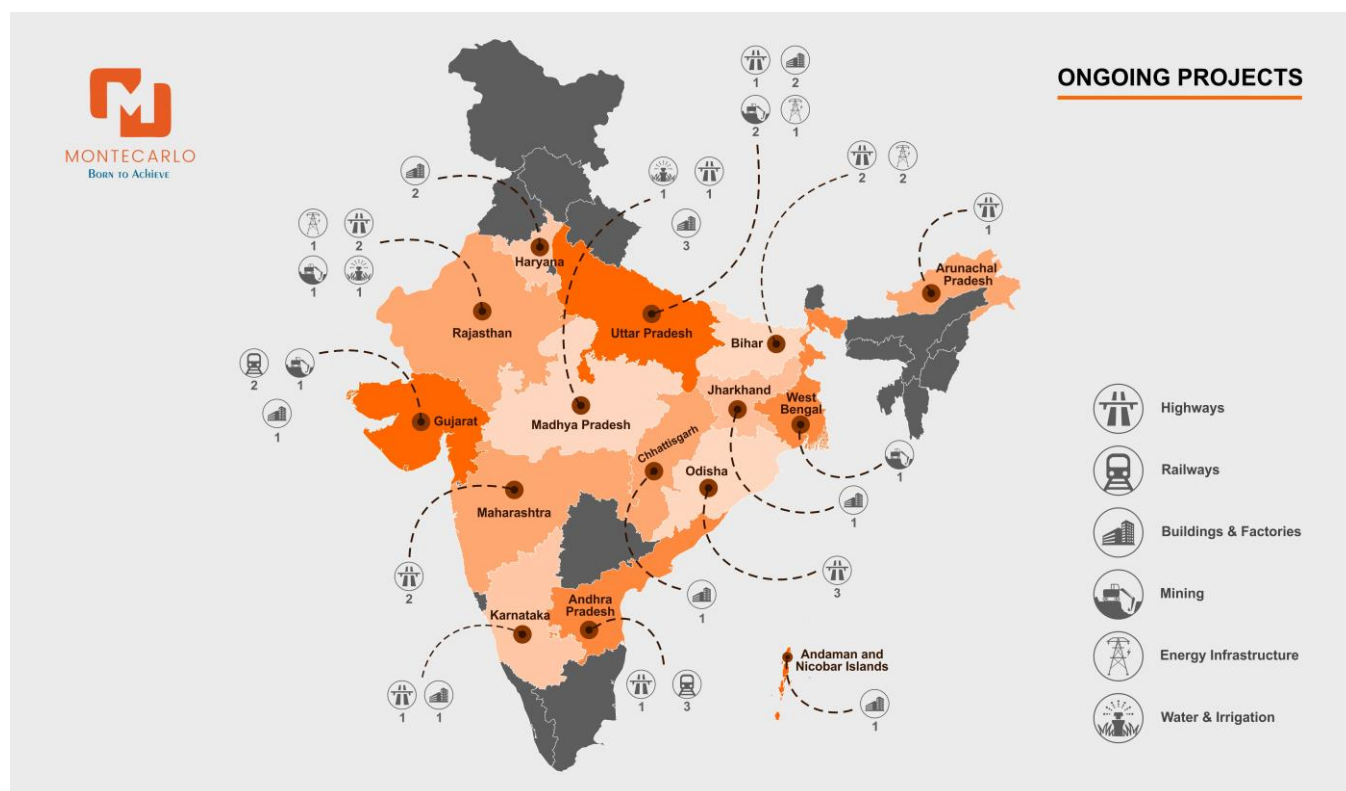 MONTECARLO
BORN TO ACHIEVE
ONGOING PROJECTS
1 2
2 1
2
1 1
3
2 2
1
1 2
1 1
Haryana
Arunachal
Pradesh
Rajasthan
Uttar Pradesh
Bihar
2 1
1
Jharkhand
West
Bengal
Gujarat
Madhya Pradesh
Chhattisgarh
Odisha
1
1
Maharashtra
2
3
1
Karnataka
Andhra
Pradesh
1 1
1 3
Andaman and
Nicobar Islands
1
Highways
Railways
Buildings & Factories
Mining
Energy Infrastructure
Water & Irrigation